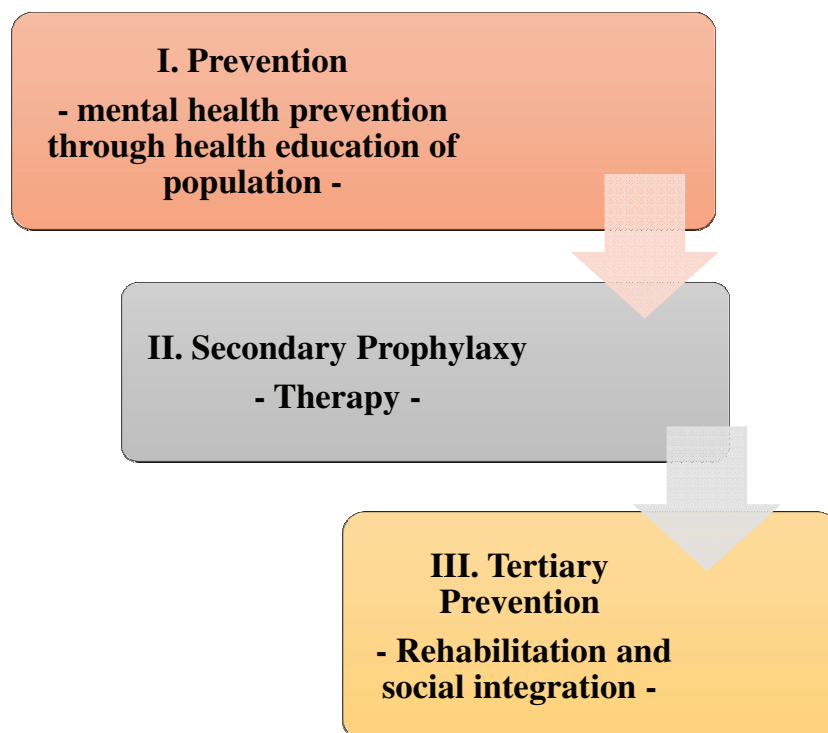 I. Prevention
- mental health prevention
through health education of
population -
II. Secondary Prophylaxy
- Therapy -
III. Tertiary
Prevention
- Rehabilitation and
social integration -